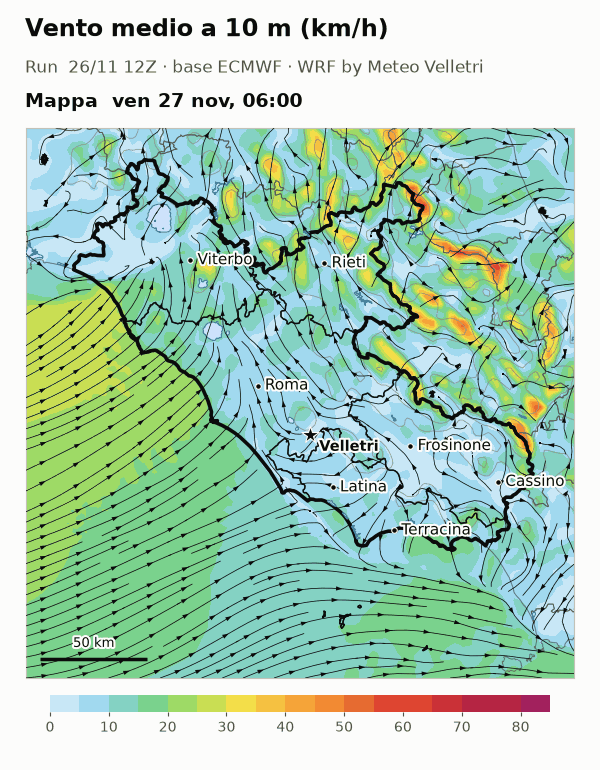 Vento medio a 10 m (km/h)
Run  26/11 12Z · base ECMWF · WRF by Meteo Velletri
Mappa  ven 27 nov, 06:00
Viterbo
Rieti
Roma
Velletri
Frosinone
Cassino
Latina
Terracina
50 km
0 10 20 30 40 50 60 70 80